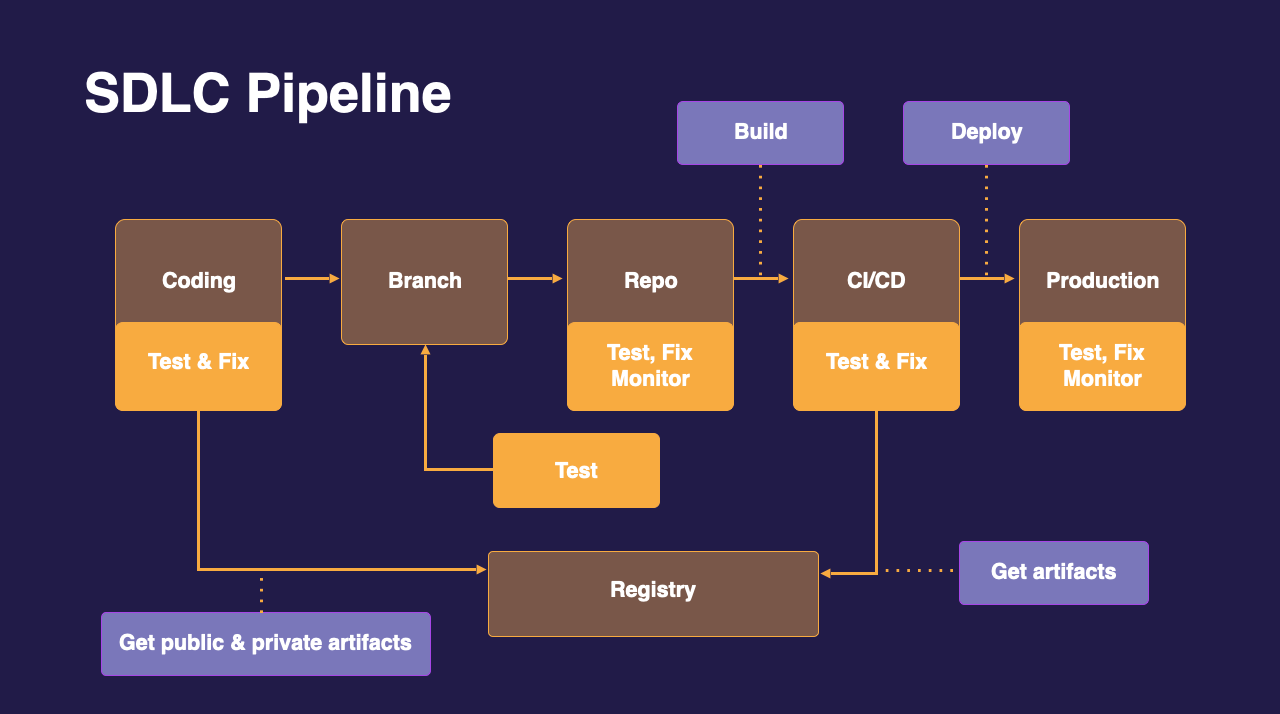 SDLC Pipeline
Build
Deploy
Coding
Branch
Repo
CI/CD
Production
Test & Fix
Test, Fix
Monitor
Test & Fix
Test, Fix
Monitor
Test
Registry
Get artifacts
Get public & private artifacts